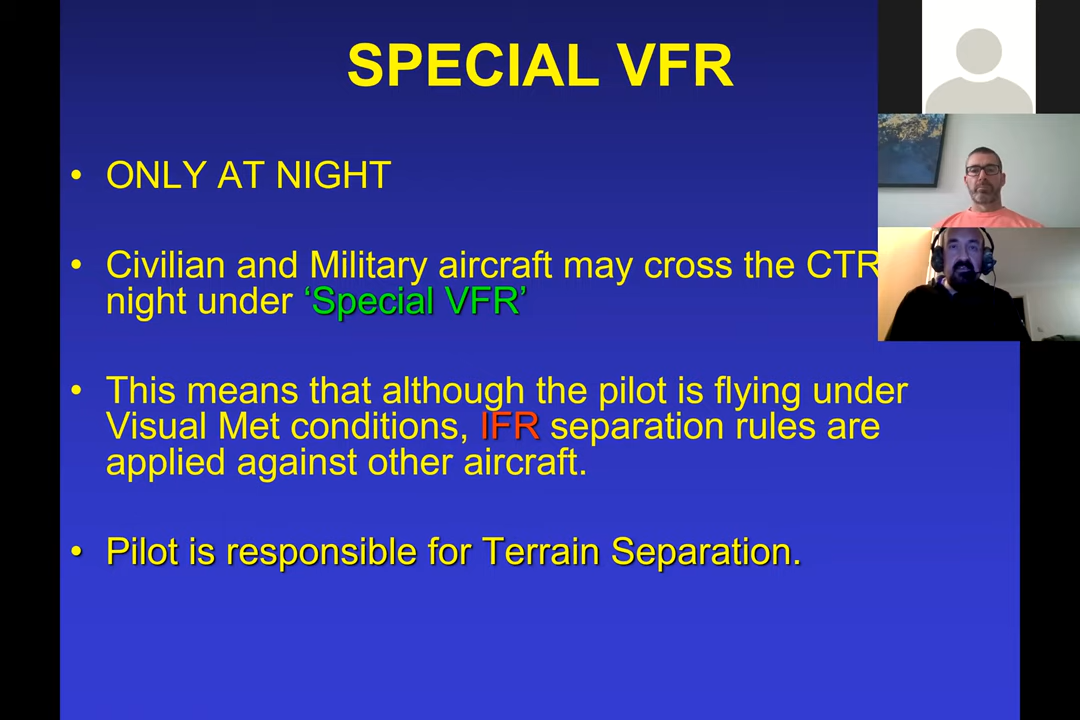 SPECIAL VFR
• ONLY AT NIGHT
• Civilian and Military aircraft may cross the CTR
night under ‘Special VFR’
• This means that although the pilot is flying under
Visual Met conditions, IFR separation rules are
applied against other aircraft.
• Pilot is responsible for Terrain Separation.